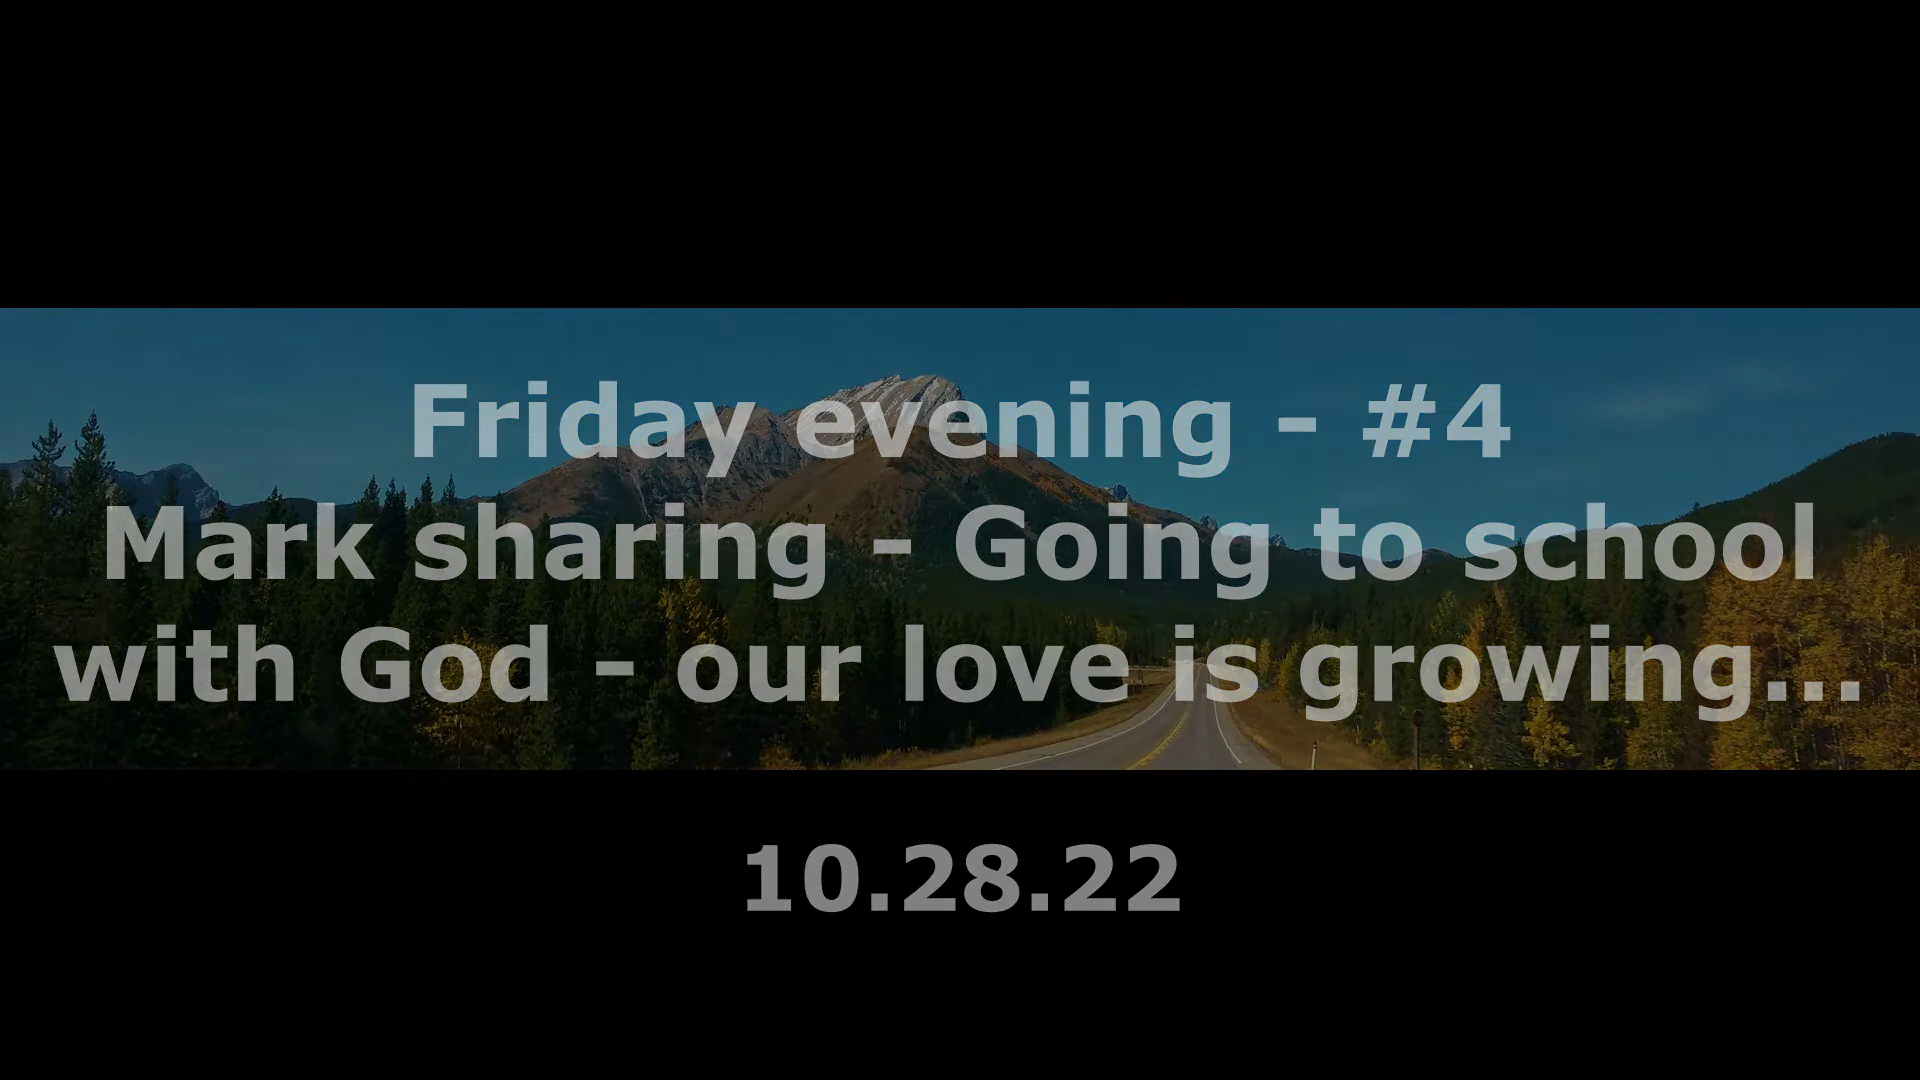 Friday evening - #4
Mark sharing - Going to school
with God - our love is growing...
10.28.22